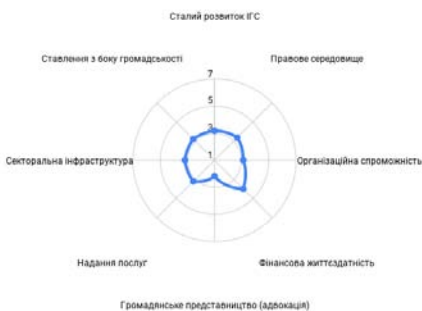 Сталий розвиток ІГС
Ставлення з боку громадськості
Правове середовище
7
5
3
1
Секторальна інфраструктура
Організаційна спроможність
Надання послуг
Фінансова життєздатність
Громадянське представництво (адвокація)